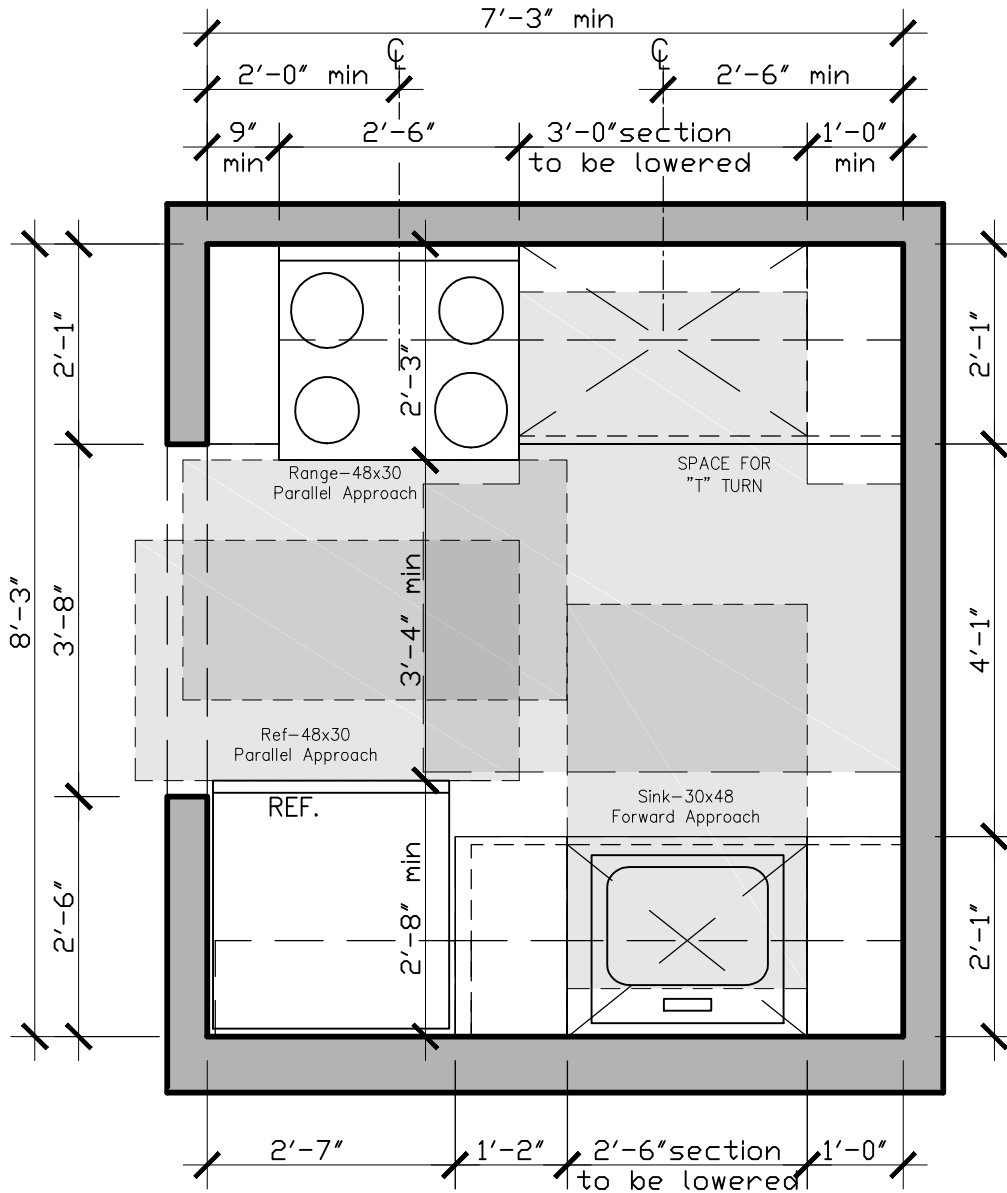 7'-3" min
2'-0" min
℄
℄
2'-6" min
9"
min
2'-6"
3'-0"section
to be lowered
1'-0"
min
2'-1"
2'-3"
2'-1"
Range-48x30
Parallel Approach
SPACE FOR
"T" TURN
8'-3"
3'-8"
3'-4" min
4'-1"
Ref-48x30
Parallel Approach
REF.
Sink-30x48
Forward Approach
2'-6"
2'-8" min
2'-1"
2'-7"
1'-2"
2'-6"section
to be lowered
1'-0"